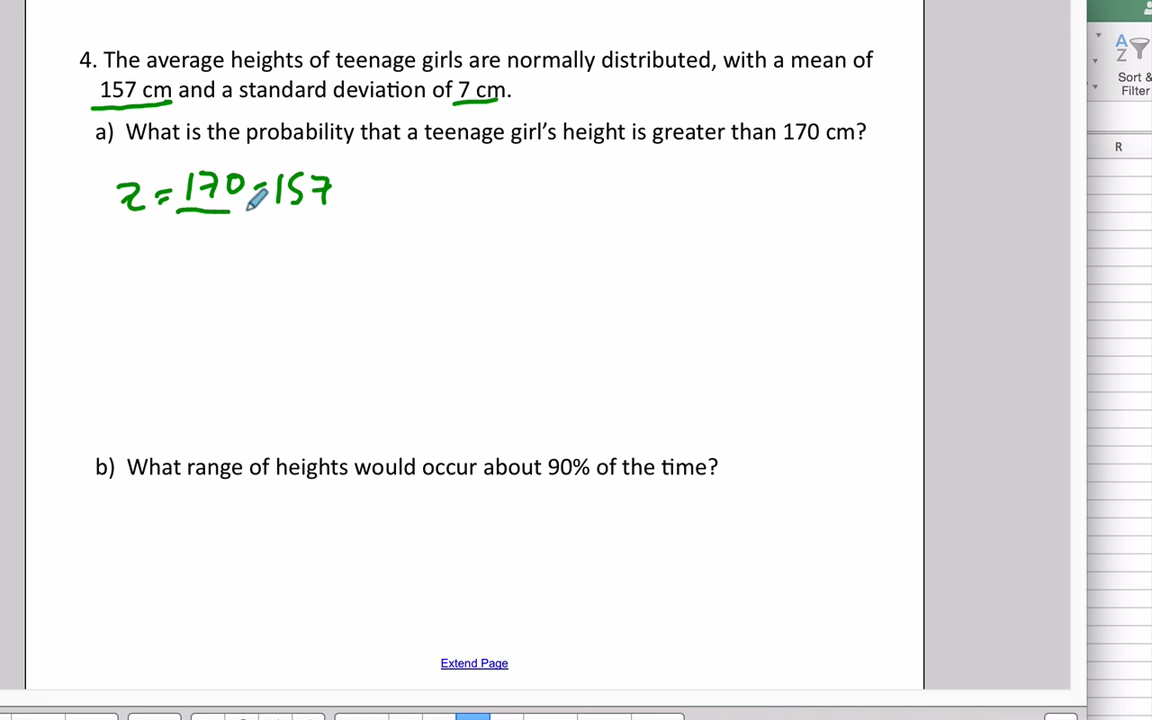 4. The average heights of teenage girls are normally distributed, with a mean of
157 cm and a standard deviation of 7 cm.
a) What is the probability that a teenage girl's height is greater than 170 cm?
z = 170 - 157
b) What range of heights would occur about 90% of the time?
Extend Page
A
Z
Sort &
Filter
R